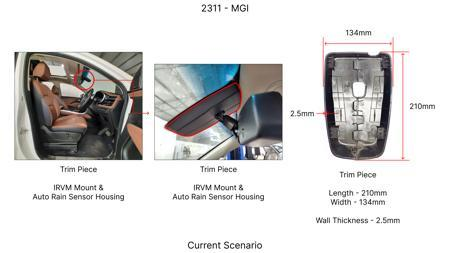 2311 - MGI
134mm
210mm
2.5mm
Trim Piece
IRVM Mount &
Auto Rain Sensor Housing
Trim Piece
IRVM Mount &
Auto Rain Sensor Housing
Trim Piece
Length - 210mm
Width - 134mm
Wall Thickness - 2.5mm
Current Scenario